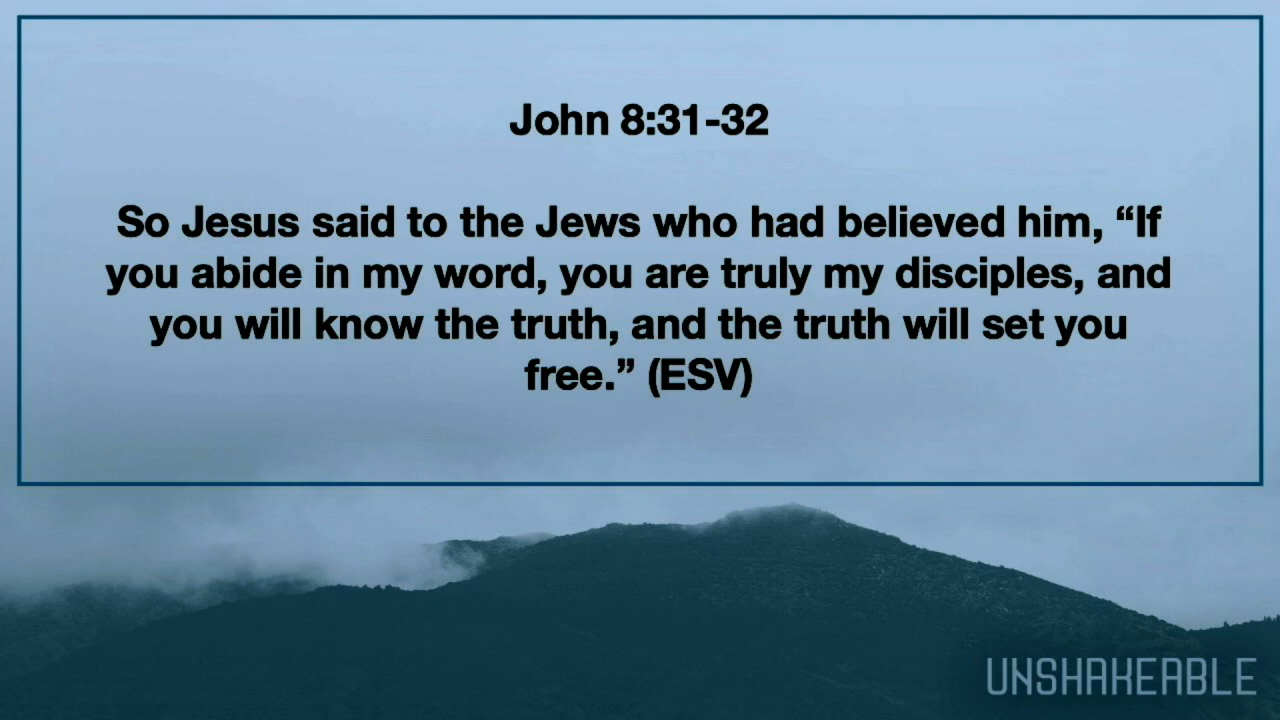 John 8:31-32
So Jesus said to the Jews who had believed him, “If
you abide in my word, you are truly my disciples, and
you will know the truth, and the truth will set you
free.” (ESV)
UNSHAKEABLE